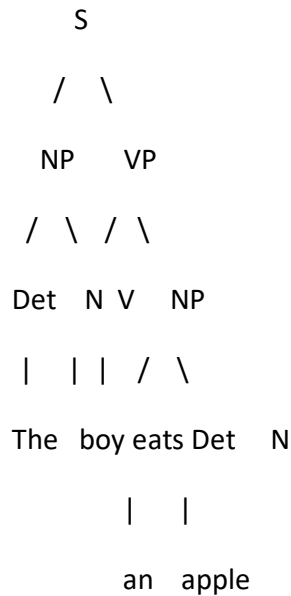 S
/ \
NP VP
/ \ / \
Det N V NP
| | | / \
The boy eats Det N
| |
an apple